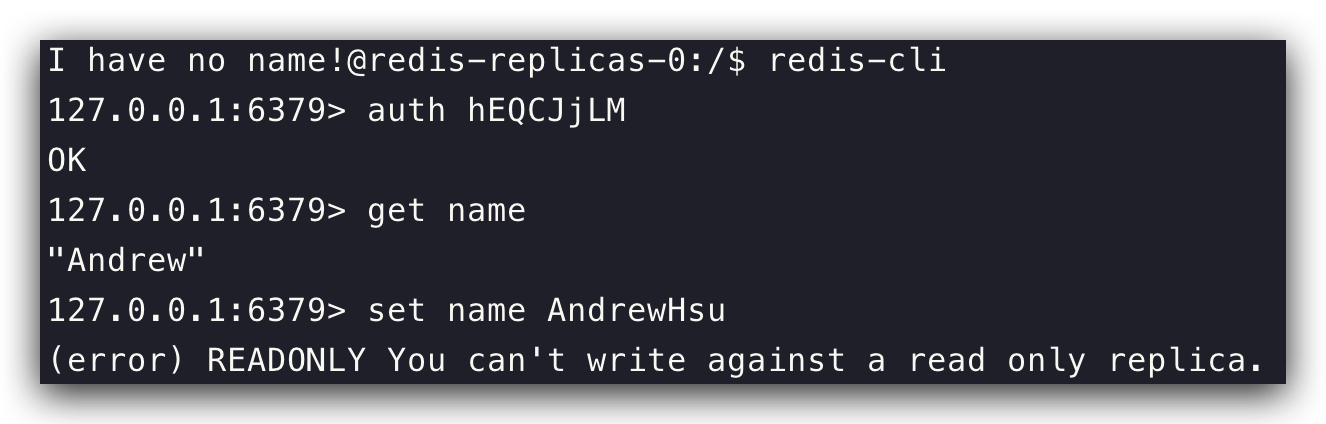 I have no name!@redis-replicas-0:/$ redis-cli
127.0.0.1:6379> auth hEQCJjLM
OK
127.0.0.1:6379> get name
"Andrew"
127.0.0.1:6379> set name AndrewHsu
(error) READONLY You can't write against a read only replica.